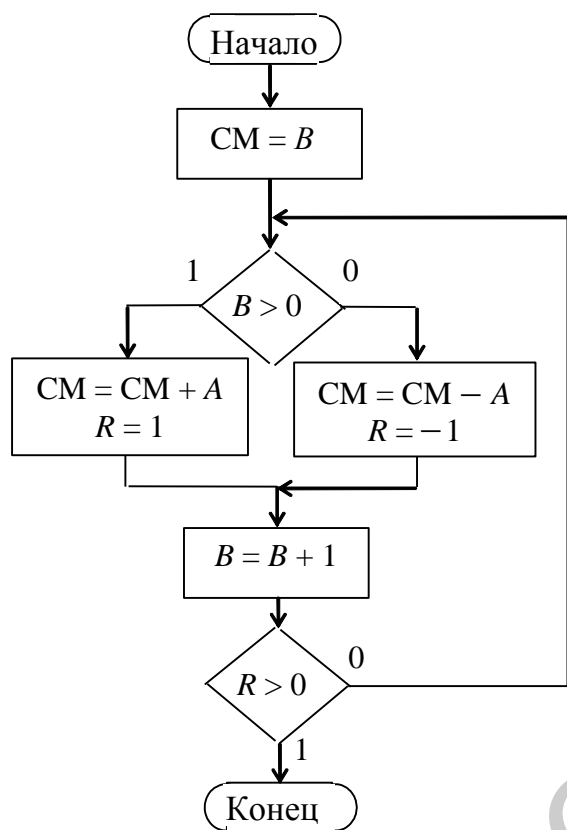 Начало
СМ = B
1
0
B > 0
СМ = СМ + A
R = 1
СМ = СМ − A
R = −1
B = B + 1
0
R > 0
1
Конец